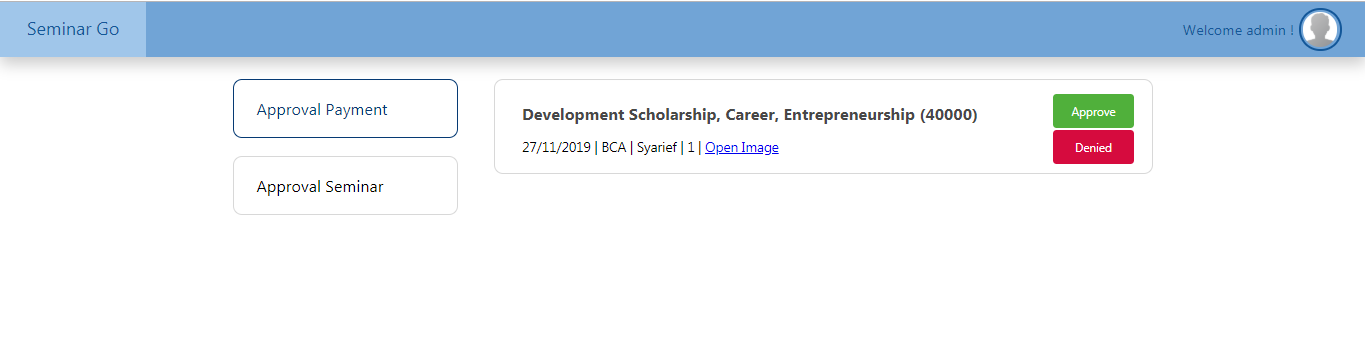 Seminar Go
Welcome admin !
Approval Payment
Approval Seminar
Development Scholarship, Career, Entrepreneurship (40000)
27/11/2019 | BCA | Syarief | 1 | Open Image
Approve
Denied